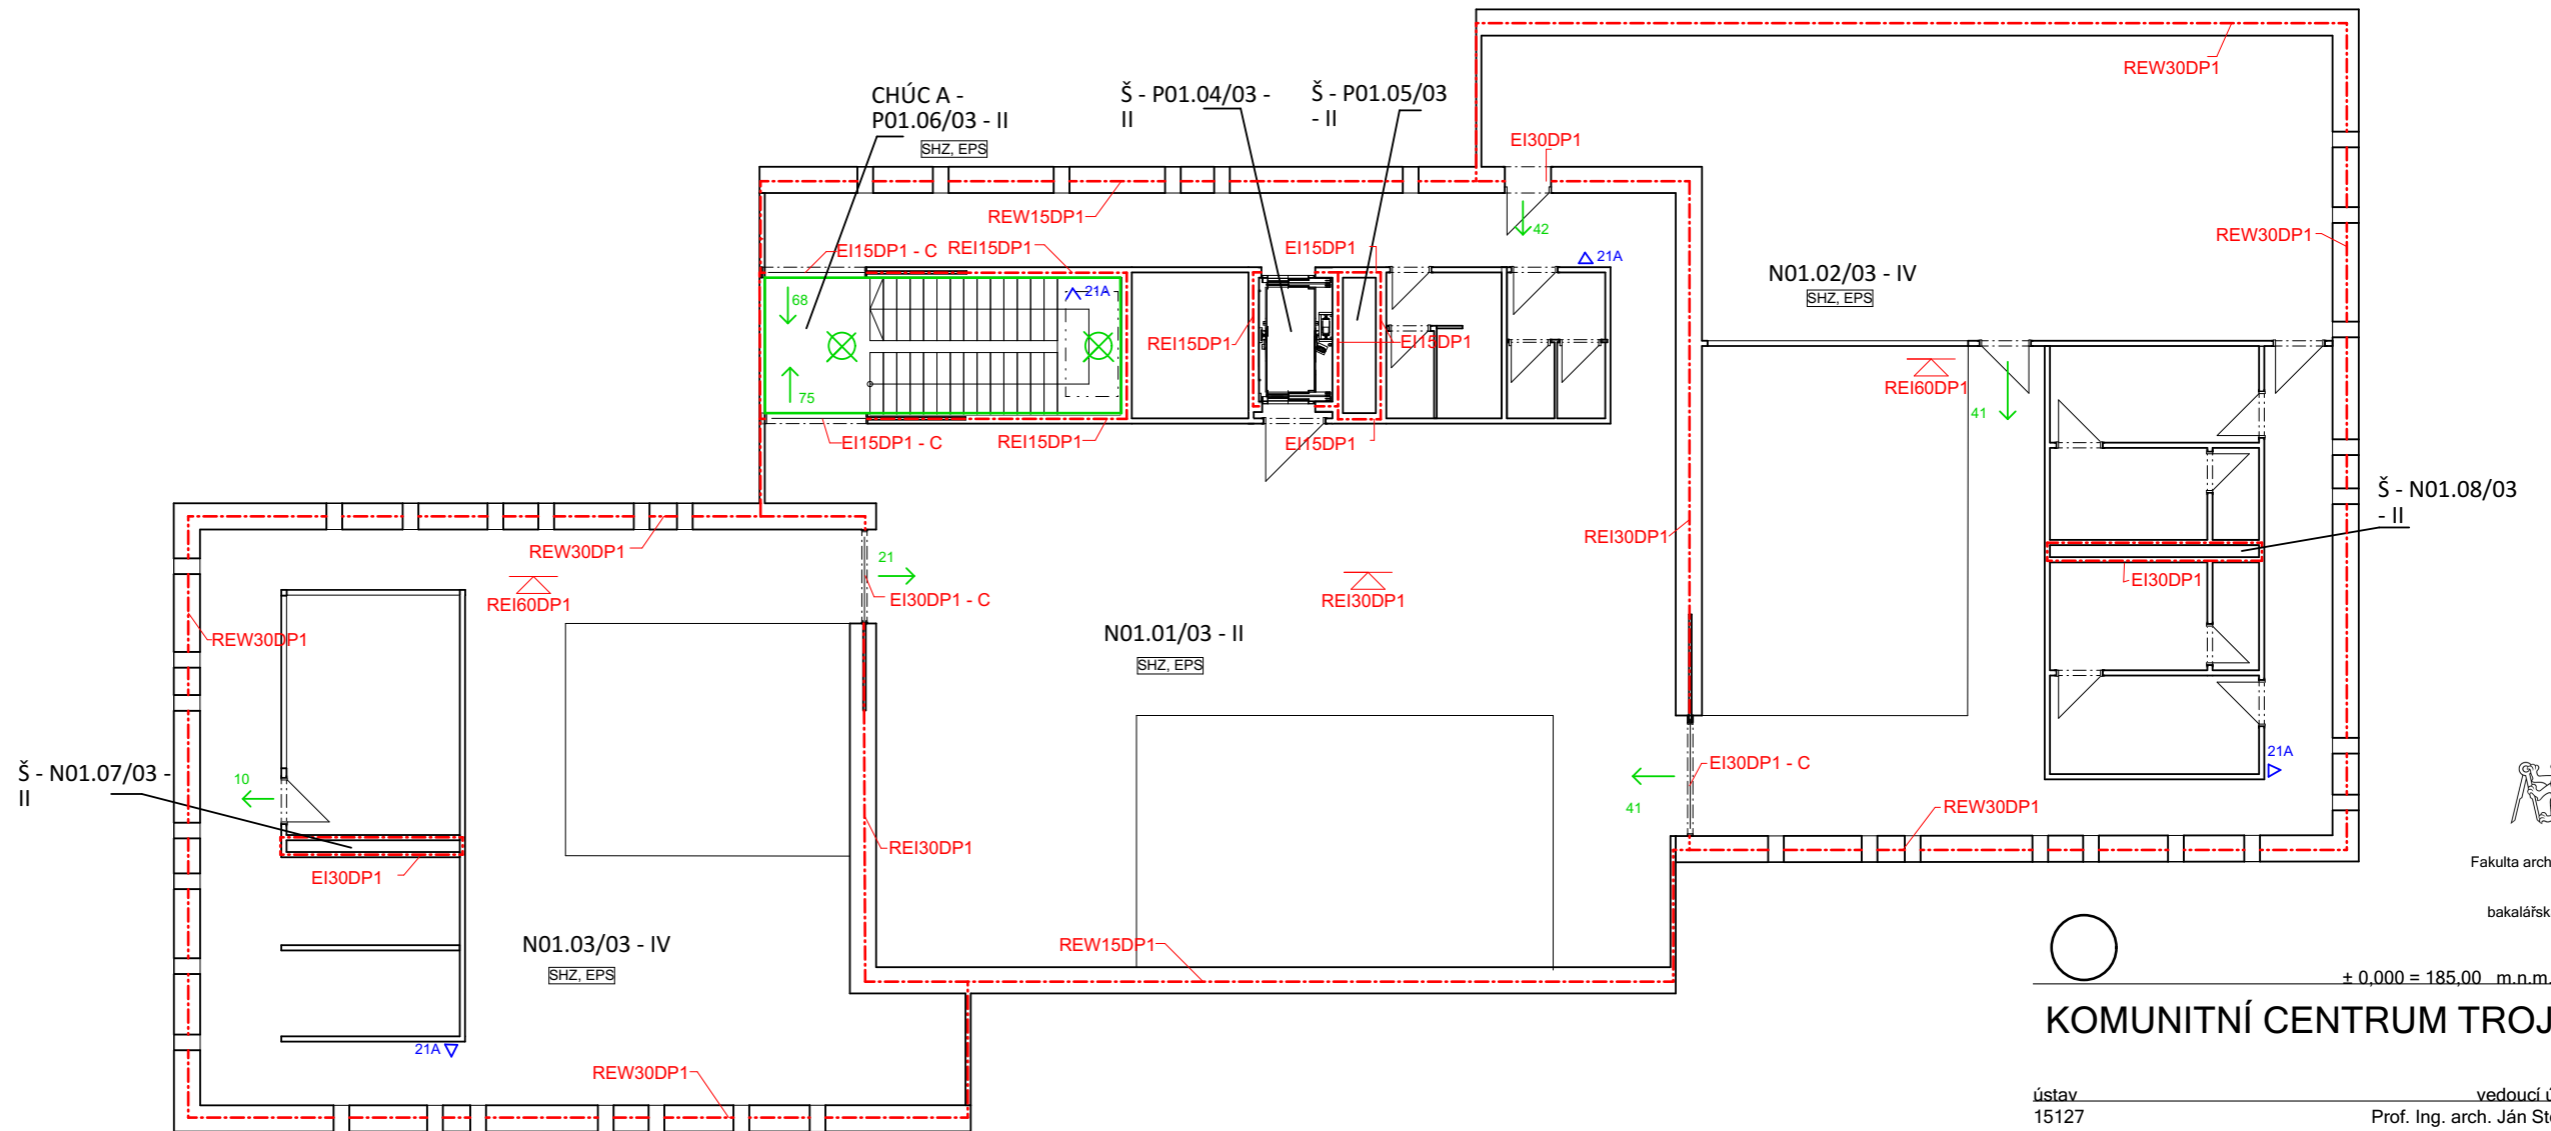 REW30DP1
CHÚC A -
P01.06/03 - II
SHZ, EPS
Š - P01.04/03 -
II
Š - P01.05/03
- II
EI30DP1
REW15DP1
42
REW30DP1
EI15DP1 - C
REI15DP1
EI15DP1
21A
N01.02/03 - IV
SHZ, EPS
68
21A
REI15DP1
EI15DP1
REI60DP1
75
41
EI15DP1 - C
REI15DP1
EI15DP1
Š - N01.08/03
- II
REW30DP1
REI30DP1
21
EI30DP1
REI60DP1
EI30DP1 - C
REI30DP1
REW30DP1
N01.01/03 - II
SHZ, EPS
21A
Š - N01.07/03 -
II
10
EI30DP1 - C
41
REW30DP1
REI30DP1
EI30DP1
Fakulta arch
bakalářsk
N01.03/03 - IV
SHZ, EPS
REW15DP1
± 0,000 = 185,00 m.n.m.
KOMUNITNÍ CENTRUM TROJ
21A
REW30DP1
ústav
vedoucí ú
15127
Prof. Ing. arch. Ján Ste